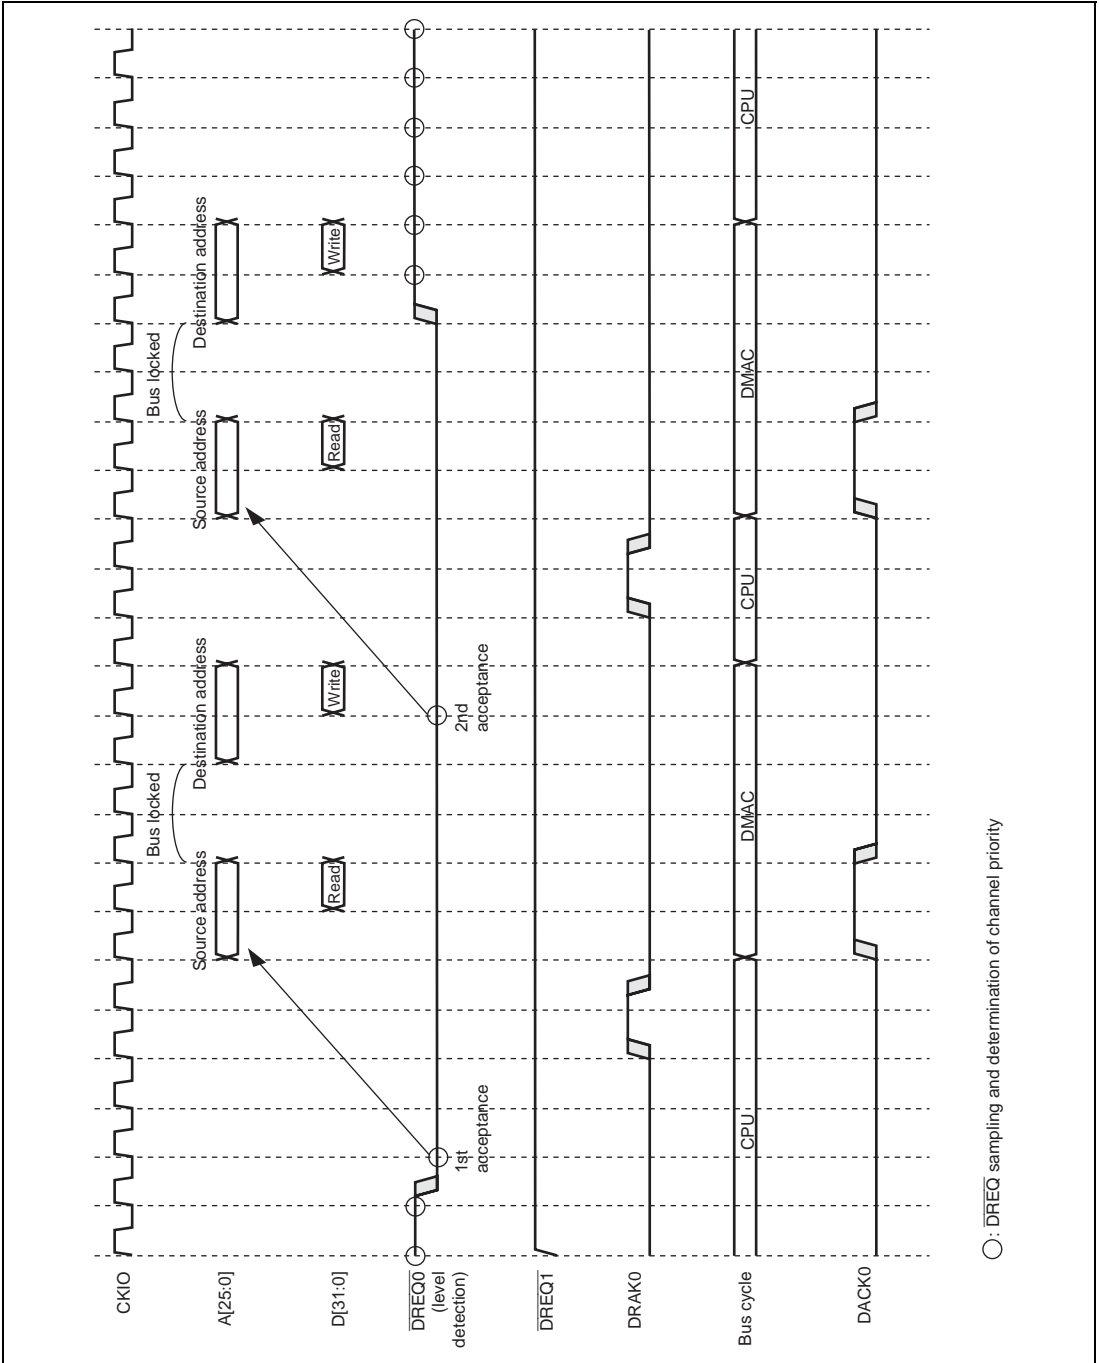 CKIO
A[25:0]
Source address
Bus locked
Destination address
Source address
Bus locked
Destination address
D[31:0]
Read
Write
Read
Write
DREQ0
(level
detection)
1st
acceptance
2nd
acceptance
DREQ1
DRAK0
Bus cycle
CPU
DMAC
CPU
DMAC
CPU
DACK0
: DREQ sampling and determination of channel priority